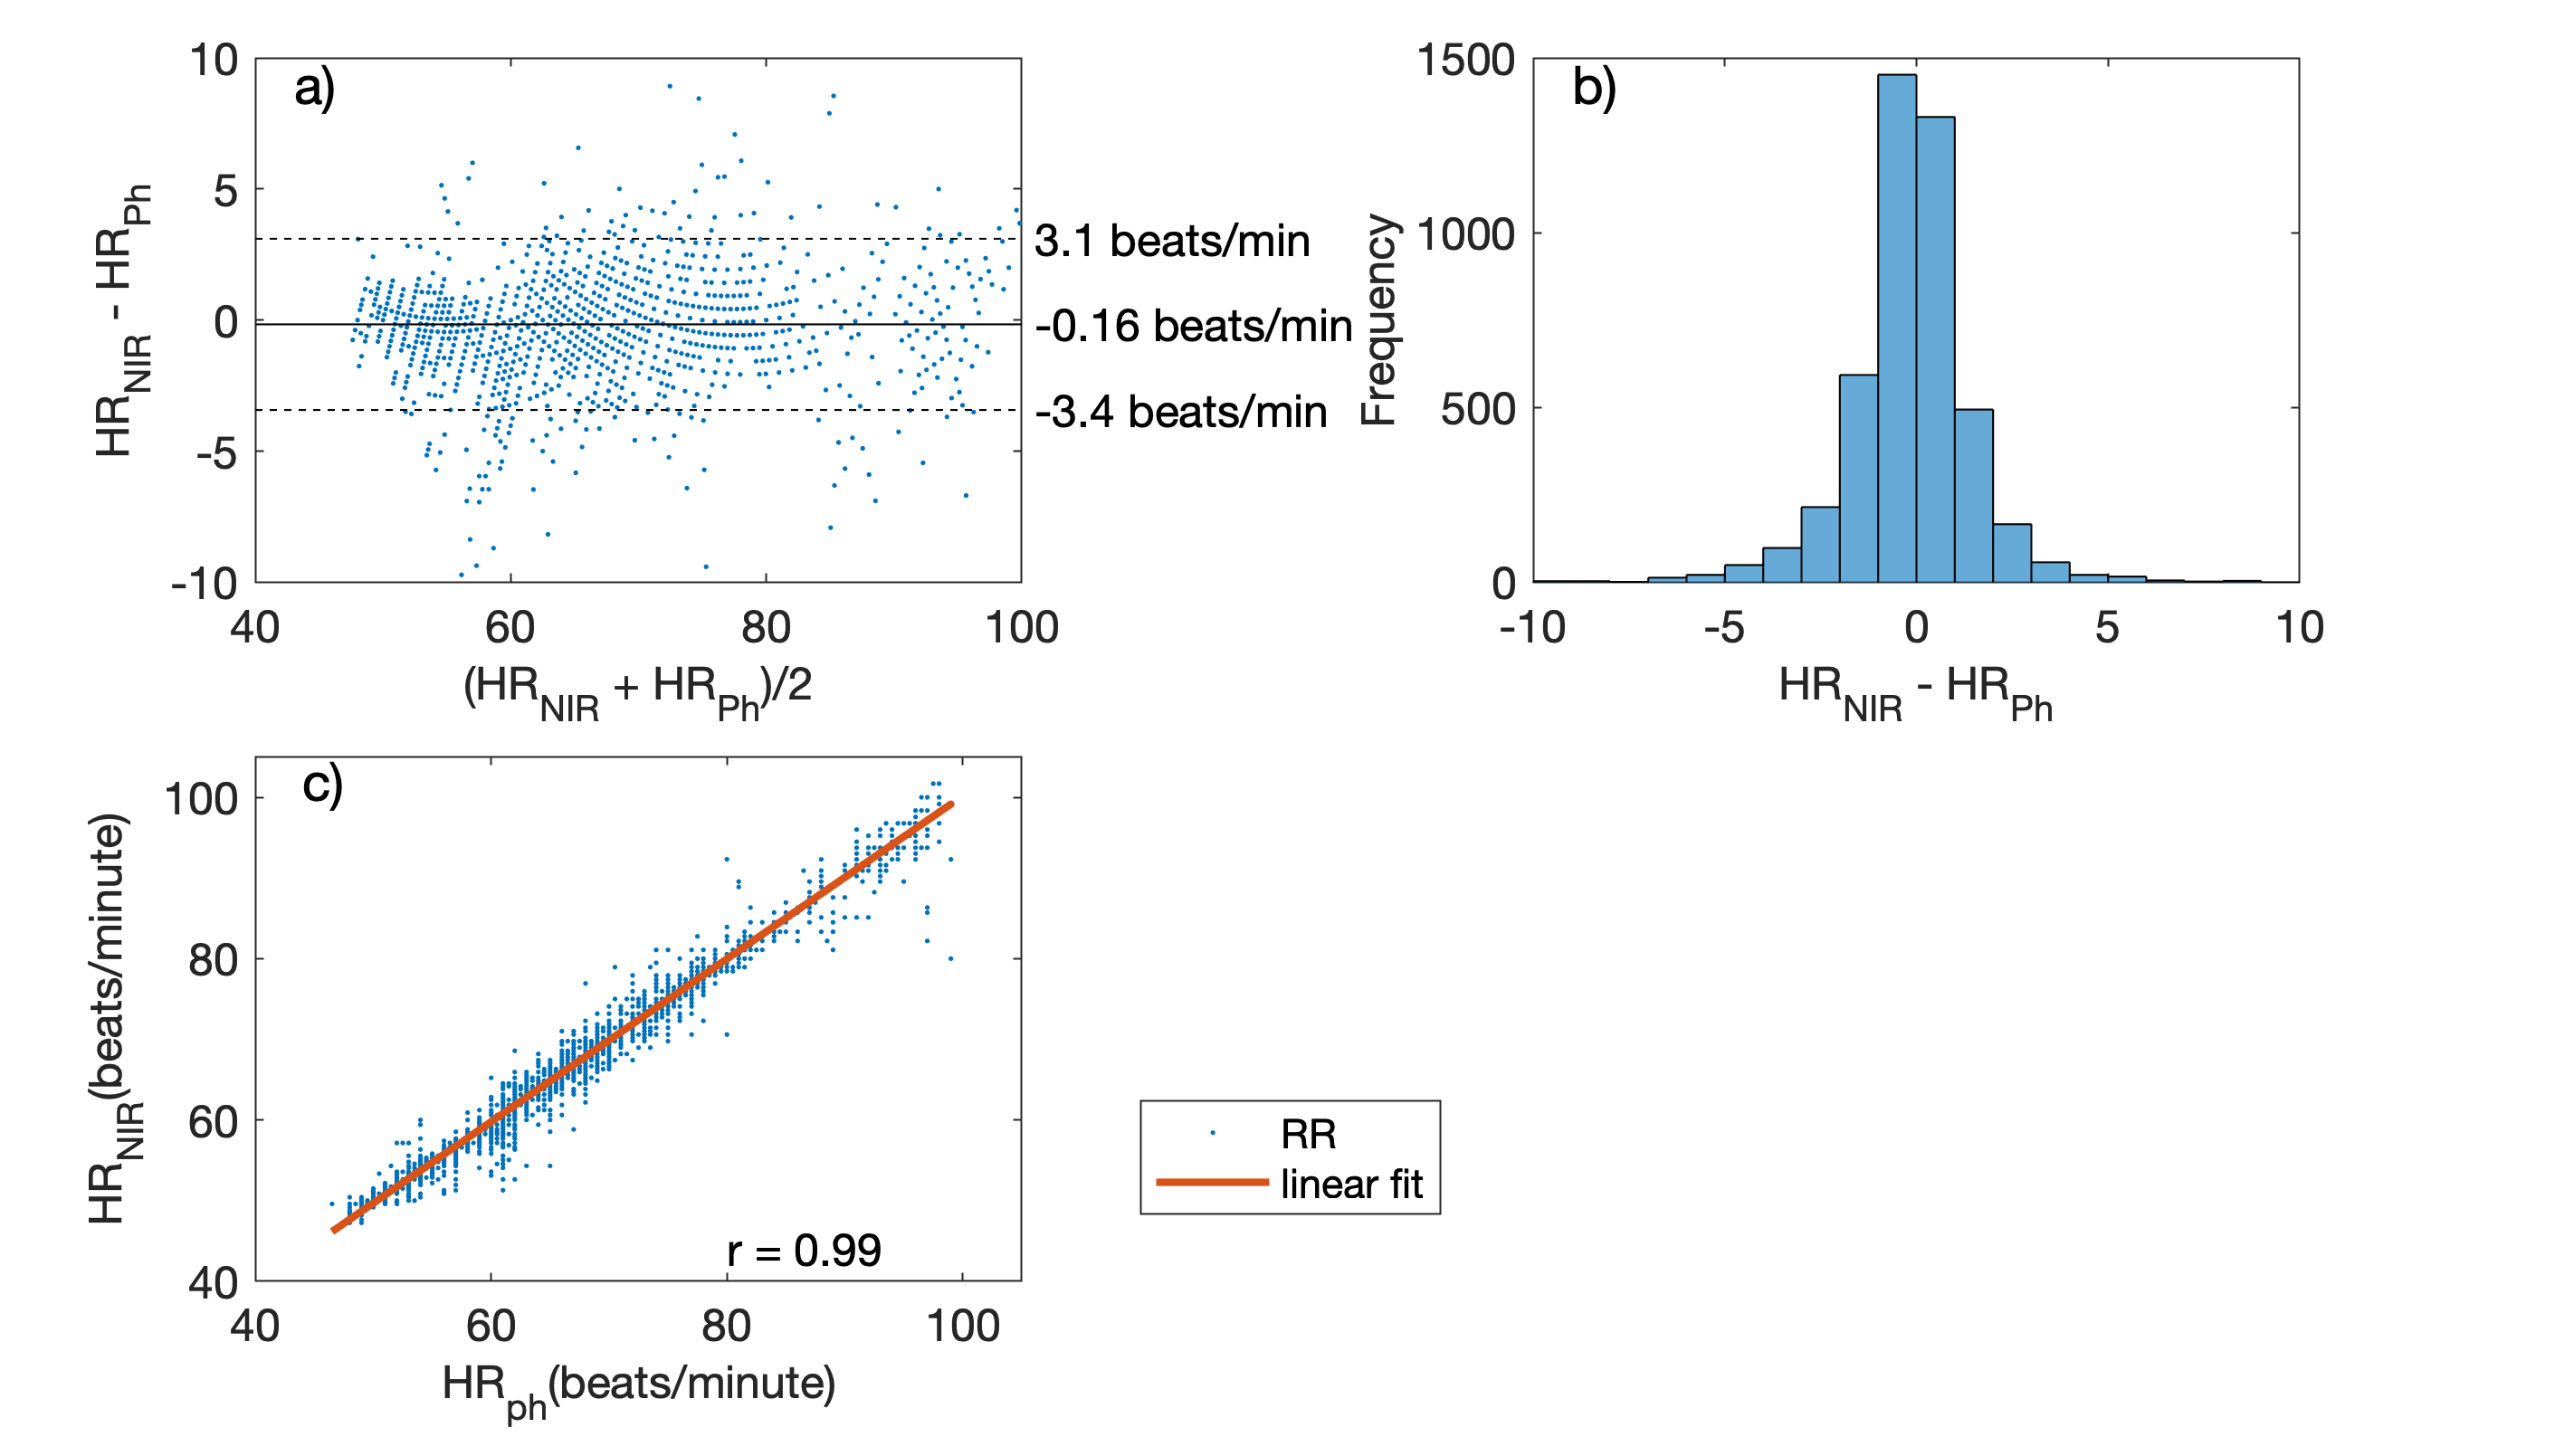 a)
10
5
0
-5
-10
HR_NIR - HR_Ph
3.1 beats/min
-0.16 beats/min
-3.4 beats/min
40 60 80 100
(HR_NIR + HR_Ph)/2
b)
1500
1000
500
0
Frequency
-10 -5 0 5 10
HR_NIR - HR_Ph
c)
100
80
60
40
HR_NIR(beats/minute)
r = 0.99
40 60 80 100
HR_ph(beats/minute)
RR
linear fit